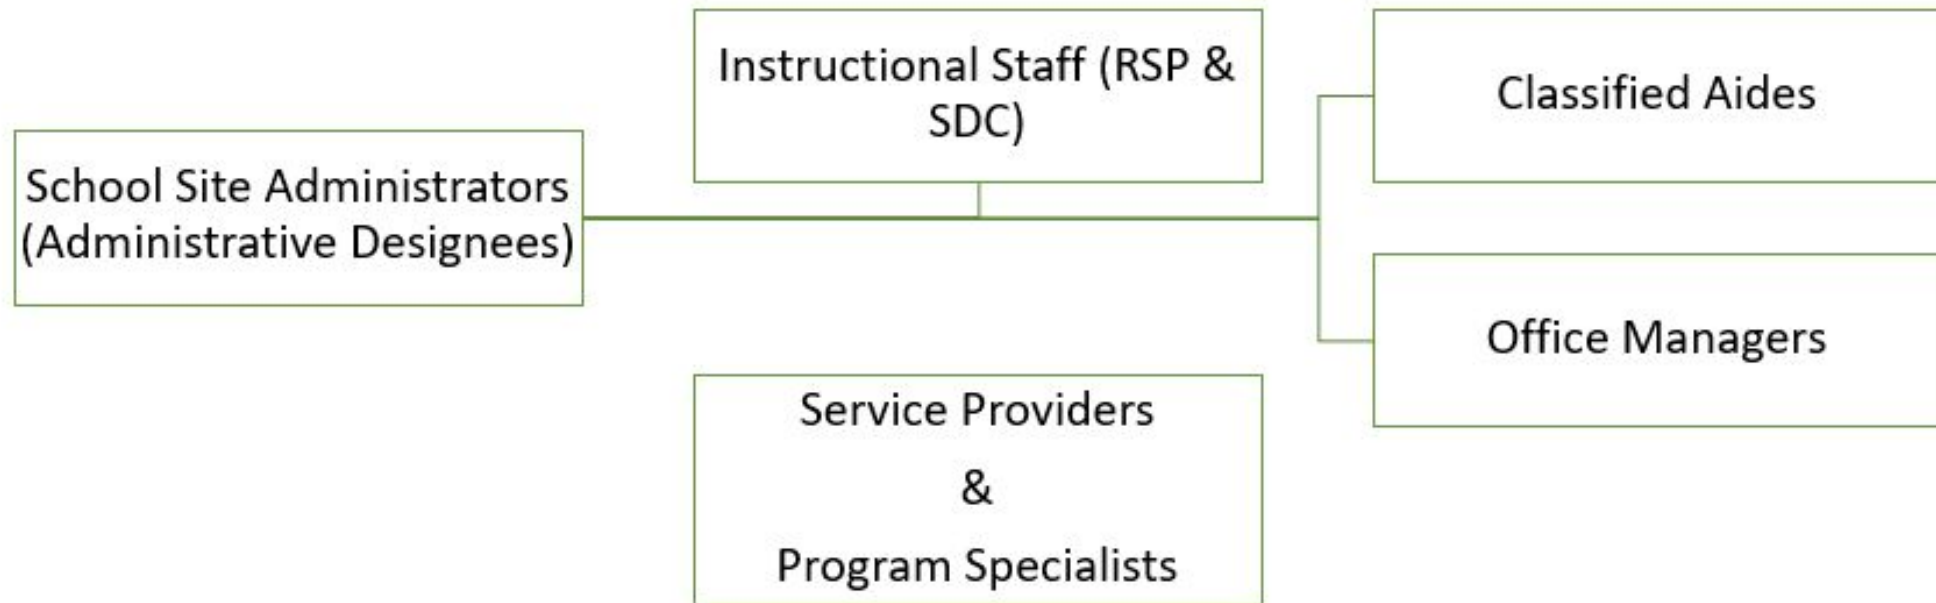 School Site Administrators
(Administrative Designees)
Instructional Staff (RSP &
SDC)
Classified Aides
Office Managers
Service Providers
&
Program Specialists